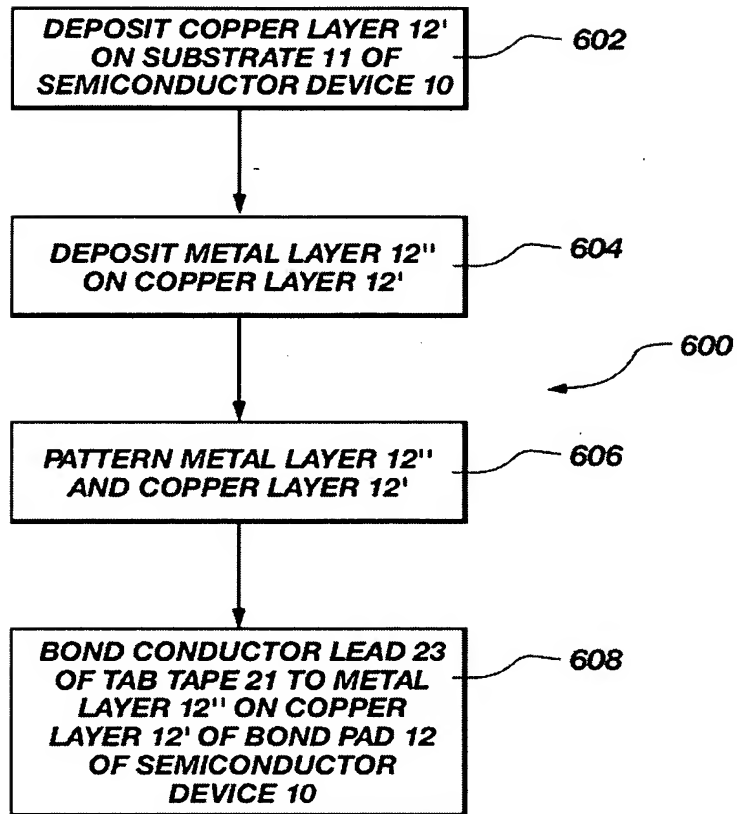 DEPOSIT COPPER LAYER 12'
ON SUBSTRATE 11 OF
SEMICONDUCTOR DEVICE 10
602
DEPOSIT METAL LAYER 12"
ON COPPER LAYER 12'
604
600
PATTERN METAL LAYER 12"
AND COPPER LAYER 12'
606
BOND CONDUCTOR LEAD 23
OF TAB TAPE 21 TO METAL
LAYER 12" ON COPPER
LAYER 12' OF BOND PAD 12
OF SEMICONDUCTOR
DEVICE 10
608